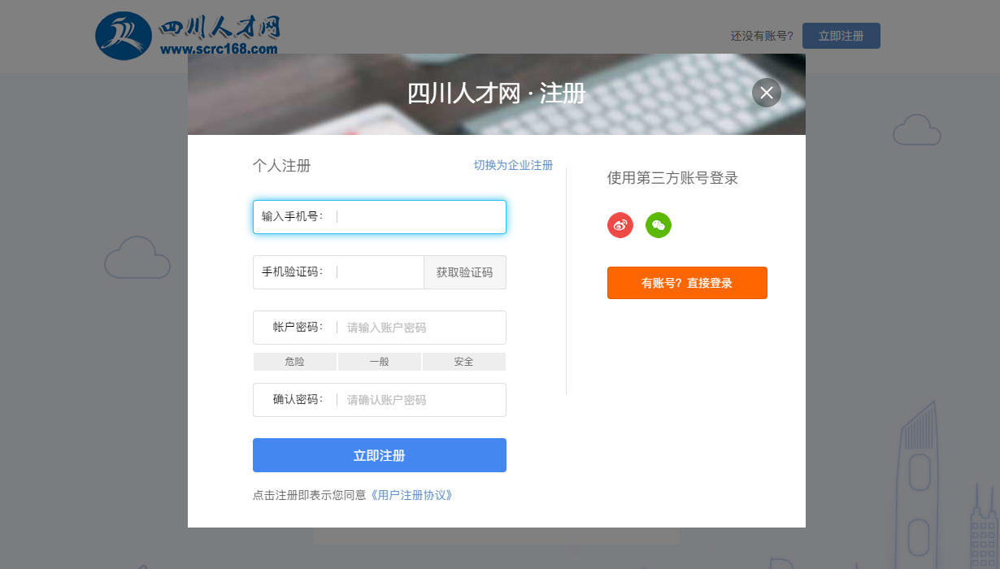 四川人才网
www.scrc168.com
还没有账号?
立即注册
四川人才网 · 注册
个人注册
切换为企业注册
输入手机号：
手机验证码：
获取验证码
帐户密码：
请输入账户密码
危险
一般
安全
确认密码：
请确认账户密码
立即注册
点击注册即表示您同意《用户注册协议》
使用第三方账号登录
有账号？直接登录